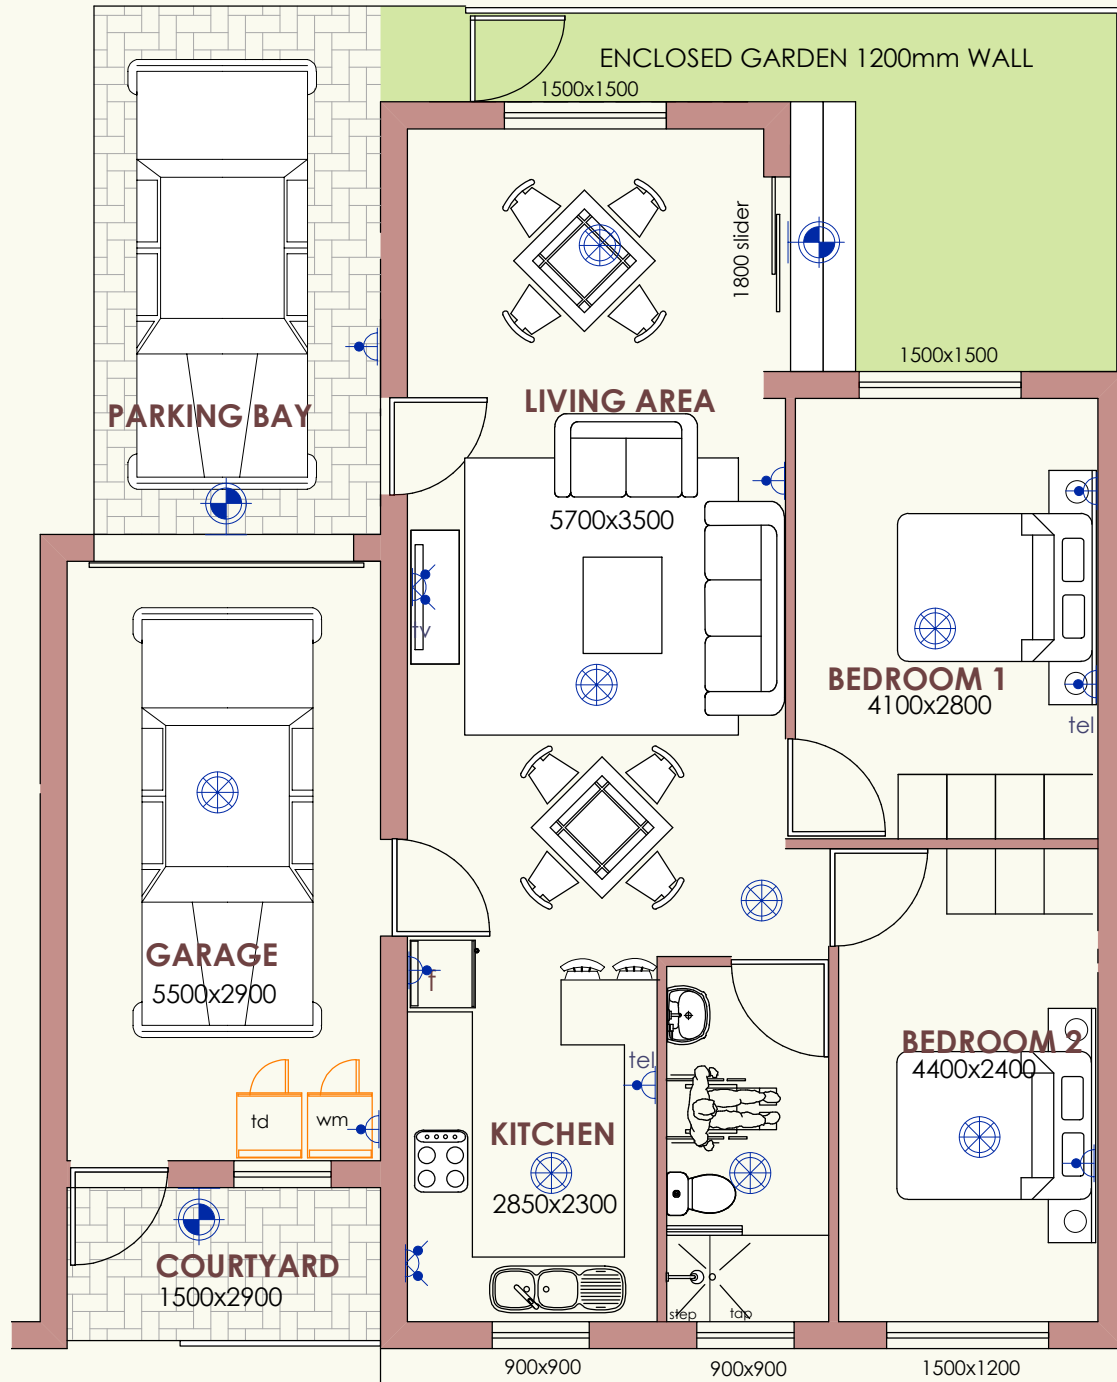 ENCLOSED GARDEN 1200mm WALL
1500x1500
1800 slider
1500x1500
PARKING BAY
LIVING AREA
5700x3500
tv
BEDROOM 1
4100x2800
tel
GARAGE
5500x2900
f
BEDROOM 2
4400x2400
tel
td
wm
KITCHEN
2850x2300
COURTYARD
1500x2900
step
tap
900x900
900x900
1500x1200